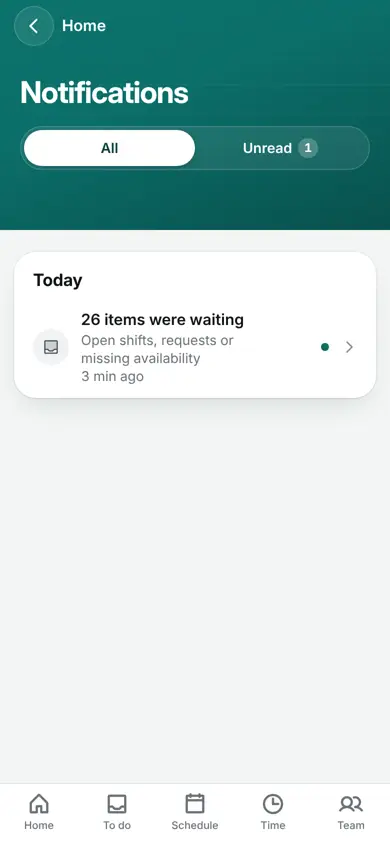 Home
Notifications
All
Unread 1
Today
26 items were waiting
Open shifts, requests or
missing availability
3 min ago
Home
To do
Schedule
Time
Team